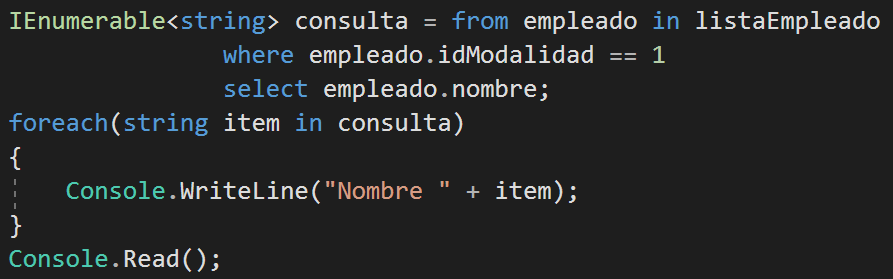 IEnumerable<string> consulta = from empleado in listaEmpleado
where empleado.idModalidad == 1
select empleado.nombre;
foreach(string item in consulta)
{
Console.WriteLine("Nombre " + item);
}
Console.Read();